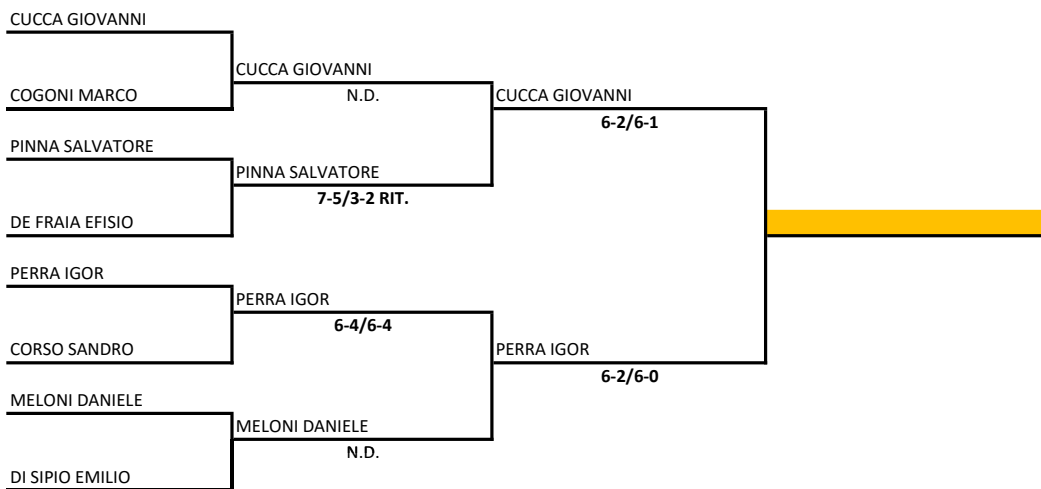 CUCCA GIOVANNI
CUCCA GIOVANNI
COGONI MARCO
N.D.
CUCCA GIOVANNI
6-2/6-1
PINNA SALVATORE
PINNA SALVATORE
7-5/3-2 RIT.
DE FRAIA EFISIO
PERRA IGOR
PERRA IGOR
6-4/6-4
CORSO SANDRO
PERRA IGOR
6-2/6-0
MELONI DANIELE
MELONI DANIELE
N.D.
DI SIPIO EMILIO